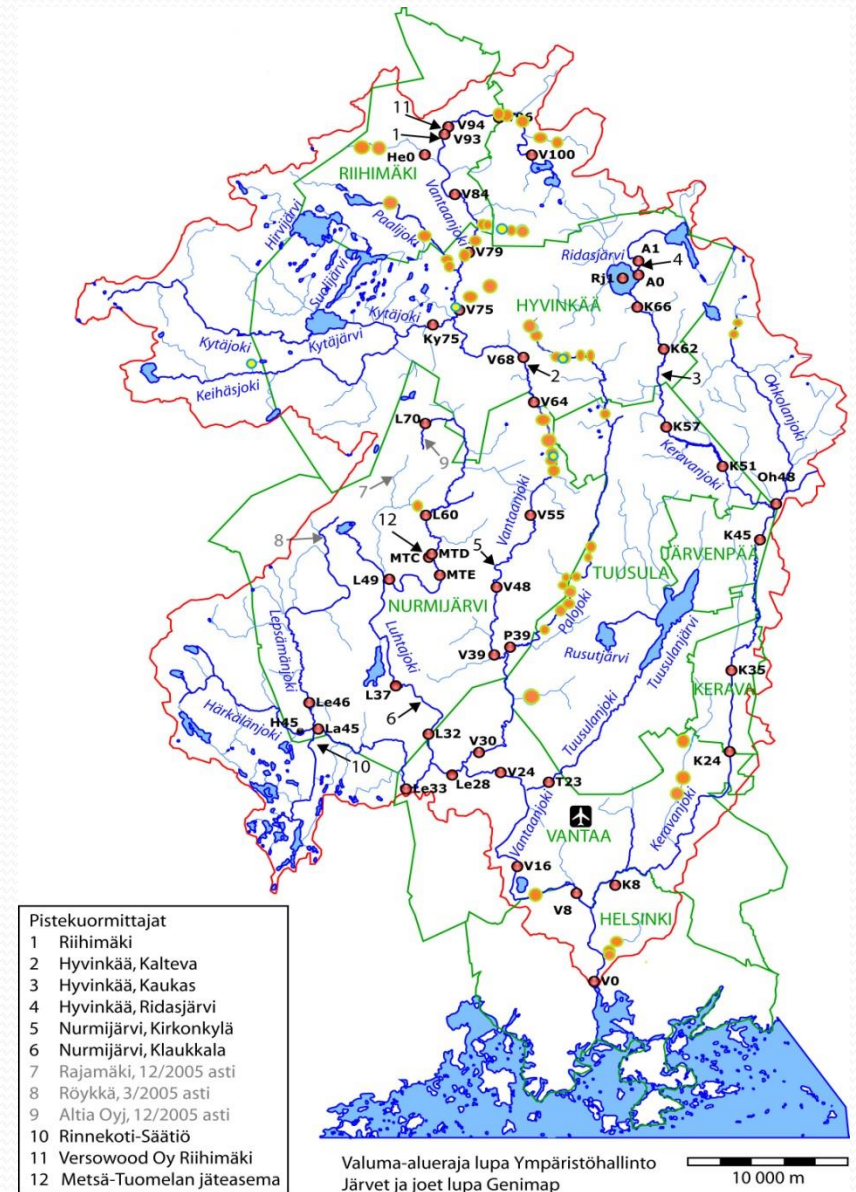 11
V94
V96
1
V93
He0
V100
RIIHIMÄKI
V84
Vantaanjoki
Paalijoki
Hirvijärvi
V79
Ridasjärvi
A1
4
Suolijärvi
Rj1
A0
HYVINKÄÄ
K66
V75
Kytäjoki
Ky75
Kytäjoki
Kytäjärvi
K62
V68
2
3
Keihäsjoki
V64
Ohkolanjoki
L70
K57
9
Keravanjoki
K51
7
Oh48
L60
Vantaanjoki
V55
12
8
5
K45
JÄRVENPÄÄ
MTD
MTC
MTE
TUUSULA
L49
V48
NURMIJÄRVI
Palojoki
Lepsämänjoki
P39
V39
Rusutjärvi
Tuusulanjärvi
Luhtajoki
K35
KERAVA
L37
Le46
Härkälänjoki
6
H45
La45
L32
Tuusulanjoki
V30
K24
10
Le28
V24
T23
Le33
Vantaanjoki
Keravanjoki
VANTAA
V16
K8
V8
HELSINKI
V0
Pistekuormittajat
1 Riihimäki
2 Hyvinkää, Kalteva
3 Hyvinkää, Kaukas
4 Hyvinkää, Ridasjärvi
5 Nurmijärvi, Kirkonkylä
6 Nurmijärvi, Klaukkala
7 Rajamäki, 12/2005 asti
8 Röykkä, 3/2005 asti
9 Altia Oyj, 12/2005 asti
10 Rinnekoti-Säätiö
11 Versowood Oy Riihimäki
12 Metsä-Tuomelan jäteasema
Valuma-alueraja lupa Ympäristöhallinto
Järvet ja joet lupa Genimap
10 000 m